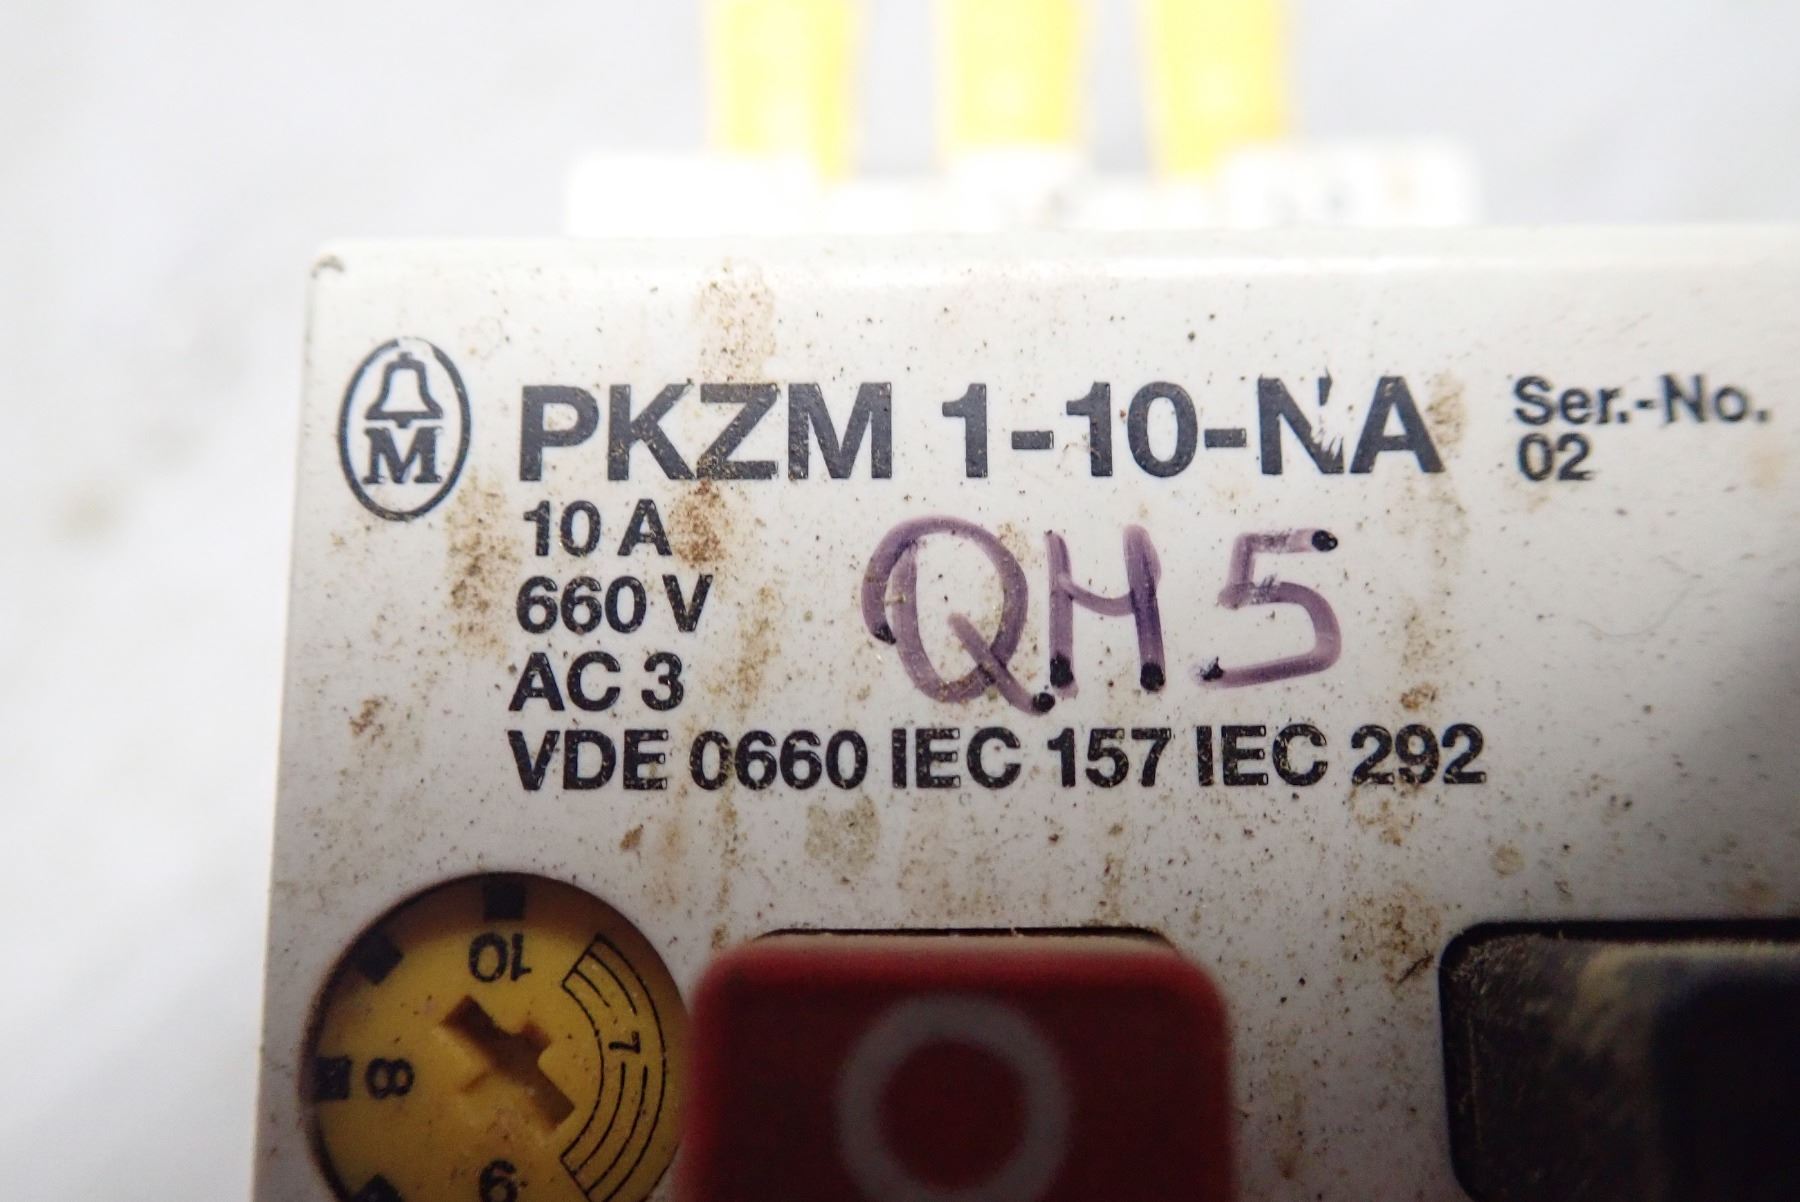 M
PKZM 1-10-NA
Ser.-No.
02
10 A
660 V
AC 3
VDE 0660 IEC 157 IEC 292
QH5
10
7
8
9
O